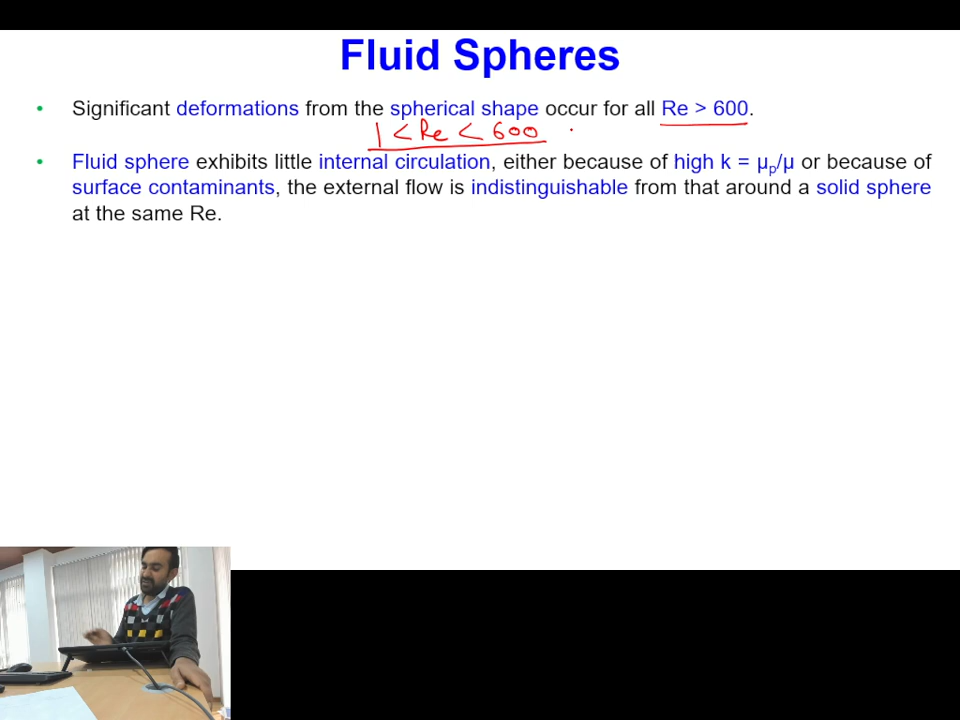 Fluid Spheres
• Significant deformations from the spherical shape occur for all Re > 600.
1 < Re < 600
• Fluid sphere exhibits little internal circulation, either because of high k = μp/μ or because of
surface contaminants, the external flow is indistinguishable from that around a solid sphere
at the same Re.